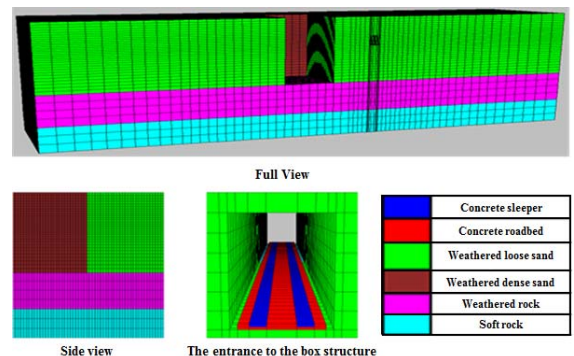 Full View
Concrete sleeper
Concrete roadbed
Weathered loose sand
Weathered dense sand
Weathered rock
Soft rock
Side view
The entrance to the box structure